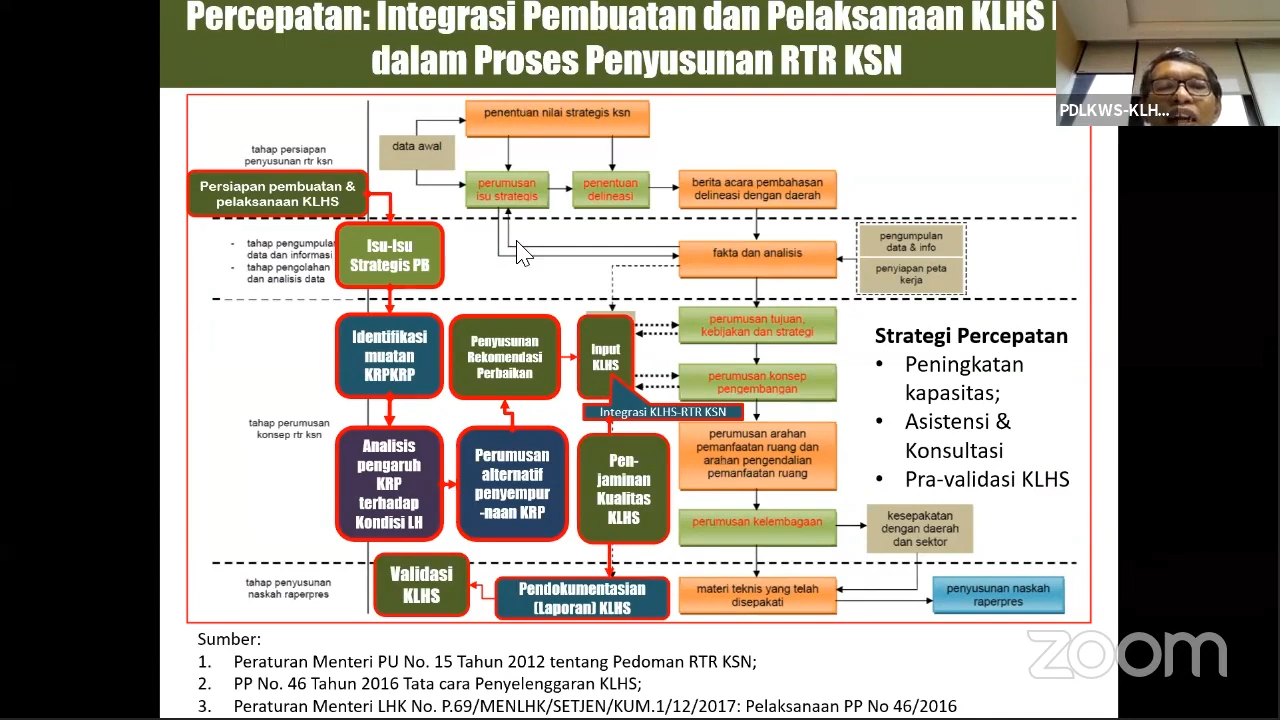 Percepatan: Integrasi Pembuatan dan Pelaksanaan KLHS
dalam Proses Penyusunan RTR KSN
PDLKWS-KLH...
penentuan nilai strategis ksn
data awal
tahap persiapan
penyusunan rtr ksn
Persiapan pembuatan &
pelaksanaan KLHS
perumusan
isu strategis
penentuan
delineasi
berita acara pembahasan
delineasi dengan daerah
- tahap pengumpulan
data dan informasi
- tahap pengolahan
dan analisis data
Isu-Isu
Strategis PB
fakta dan analisis
pengumpulan
data & info
penyiapan peta
kerja
Identifikasi
muatan
KRPKRP
Penyusunan
Rekomendasi
Perbaikan
Input
KLHS
perumusan tujuan,
kebijakan dan strategi
perumusan konsep
pengembangan
Integrasi KLHS-RTR KSN
Strategi Percepatan
• Peningkatan
kapasitas;
• Asistensi &
Konsultasi
• Pra-validasi KLHS
tahap perumusan
konsep rtr ksn
Analisis
pengaruh
KRP
terhadap
Kondisi LH
Perumusan
alternatif
penyempur
-naan KRP
Pen-
jaminan
Kualitas
KLHS
perumusan arahan
pemanfaatan ruang dan
arahan pengendalian
pemanfaatan ruang
perumusan kelembagaan
kesepakatan
dengan daerah
dan sektor
tahap penyusunan
naskah raperpres
Validasi
KLHS
Pendokumentasian
(Laporan) KLHS
materi teknis yang telah
disepakati
penyusunan naskah
raperpres
Sumber:
1. Peraturan Menteri PU No. 15 Tahun 2012 tentang Pedoman RTR KSN;
2. PP No. 46 Tahun 2016 Tata cara Penyelenggaran KLHS;
3. Peraturan Menteri LHK No. P.69/MENLHK/SETJEN/KUM.1/12/2017: Pelaksanaan PP No 46/2016
zoom